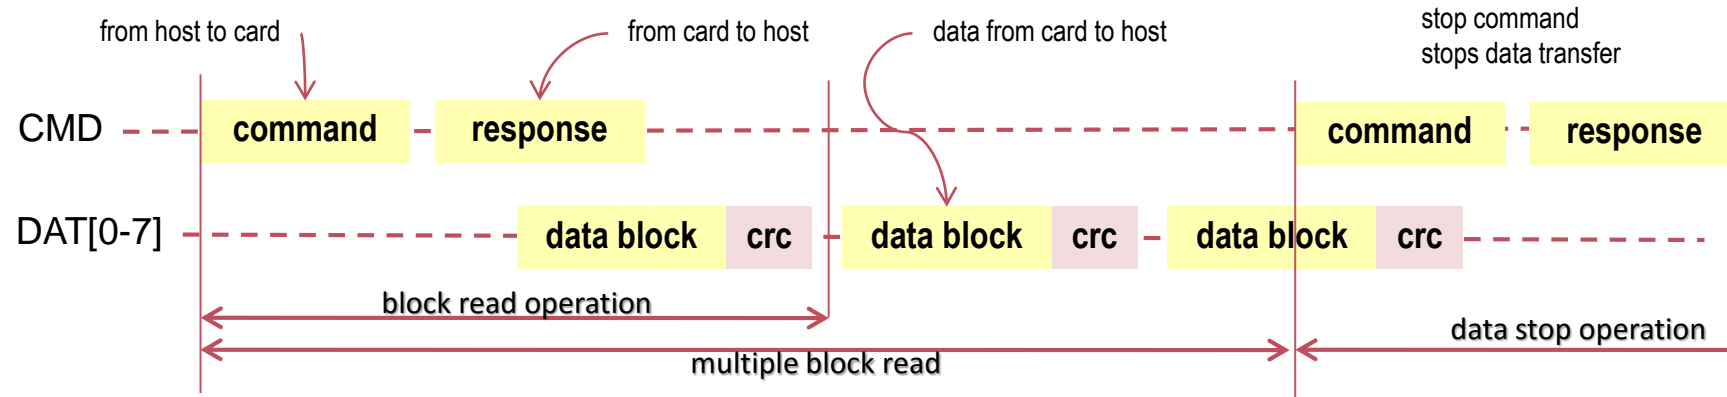 from host to card
from card to host
data from card to host
stop command
stops data transfer
CMD
command
response
command
response
DAT[0-7]
data block
crc
data block
crc
data block
crc
block read operation
multiple block read
data stop operation